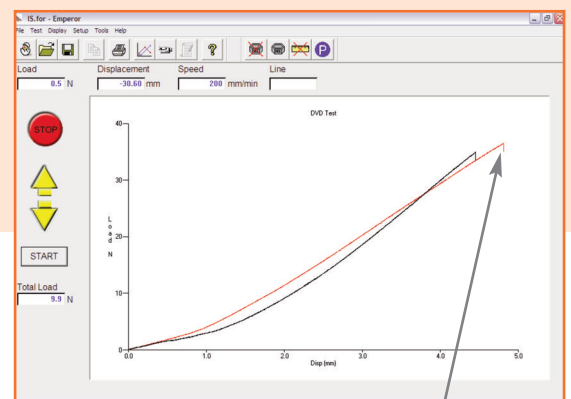 IS.for - Emperor
File Test Display Setup Tools Help
Load Displacement Speed Line
0.5 N -30.60 mm 200 mm/min
STOP
START
Total Load
9.9 N
DVD Test
40
30
20
10
0
Load N
0.0 1.0 2.0 3.0 4.0 5.0
Disp (mm)
P